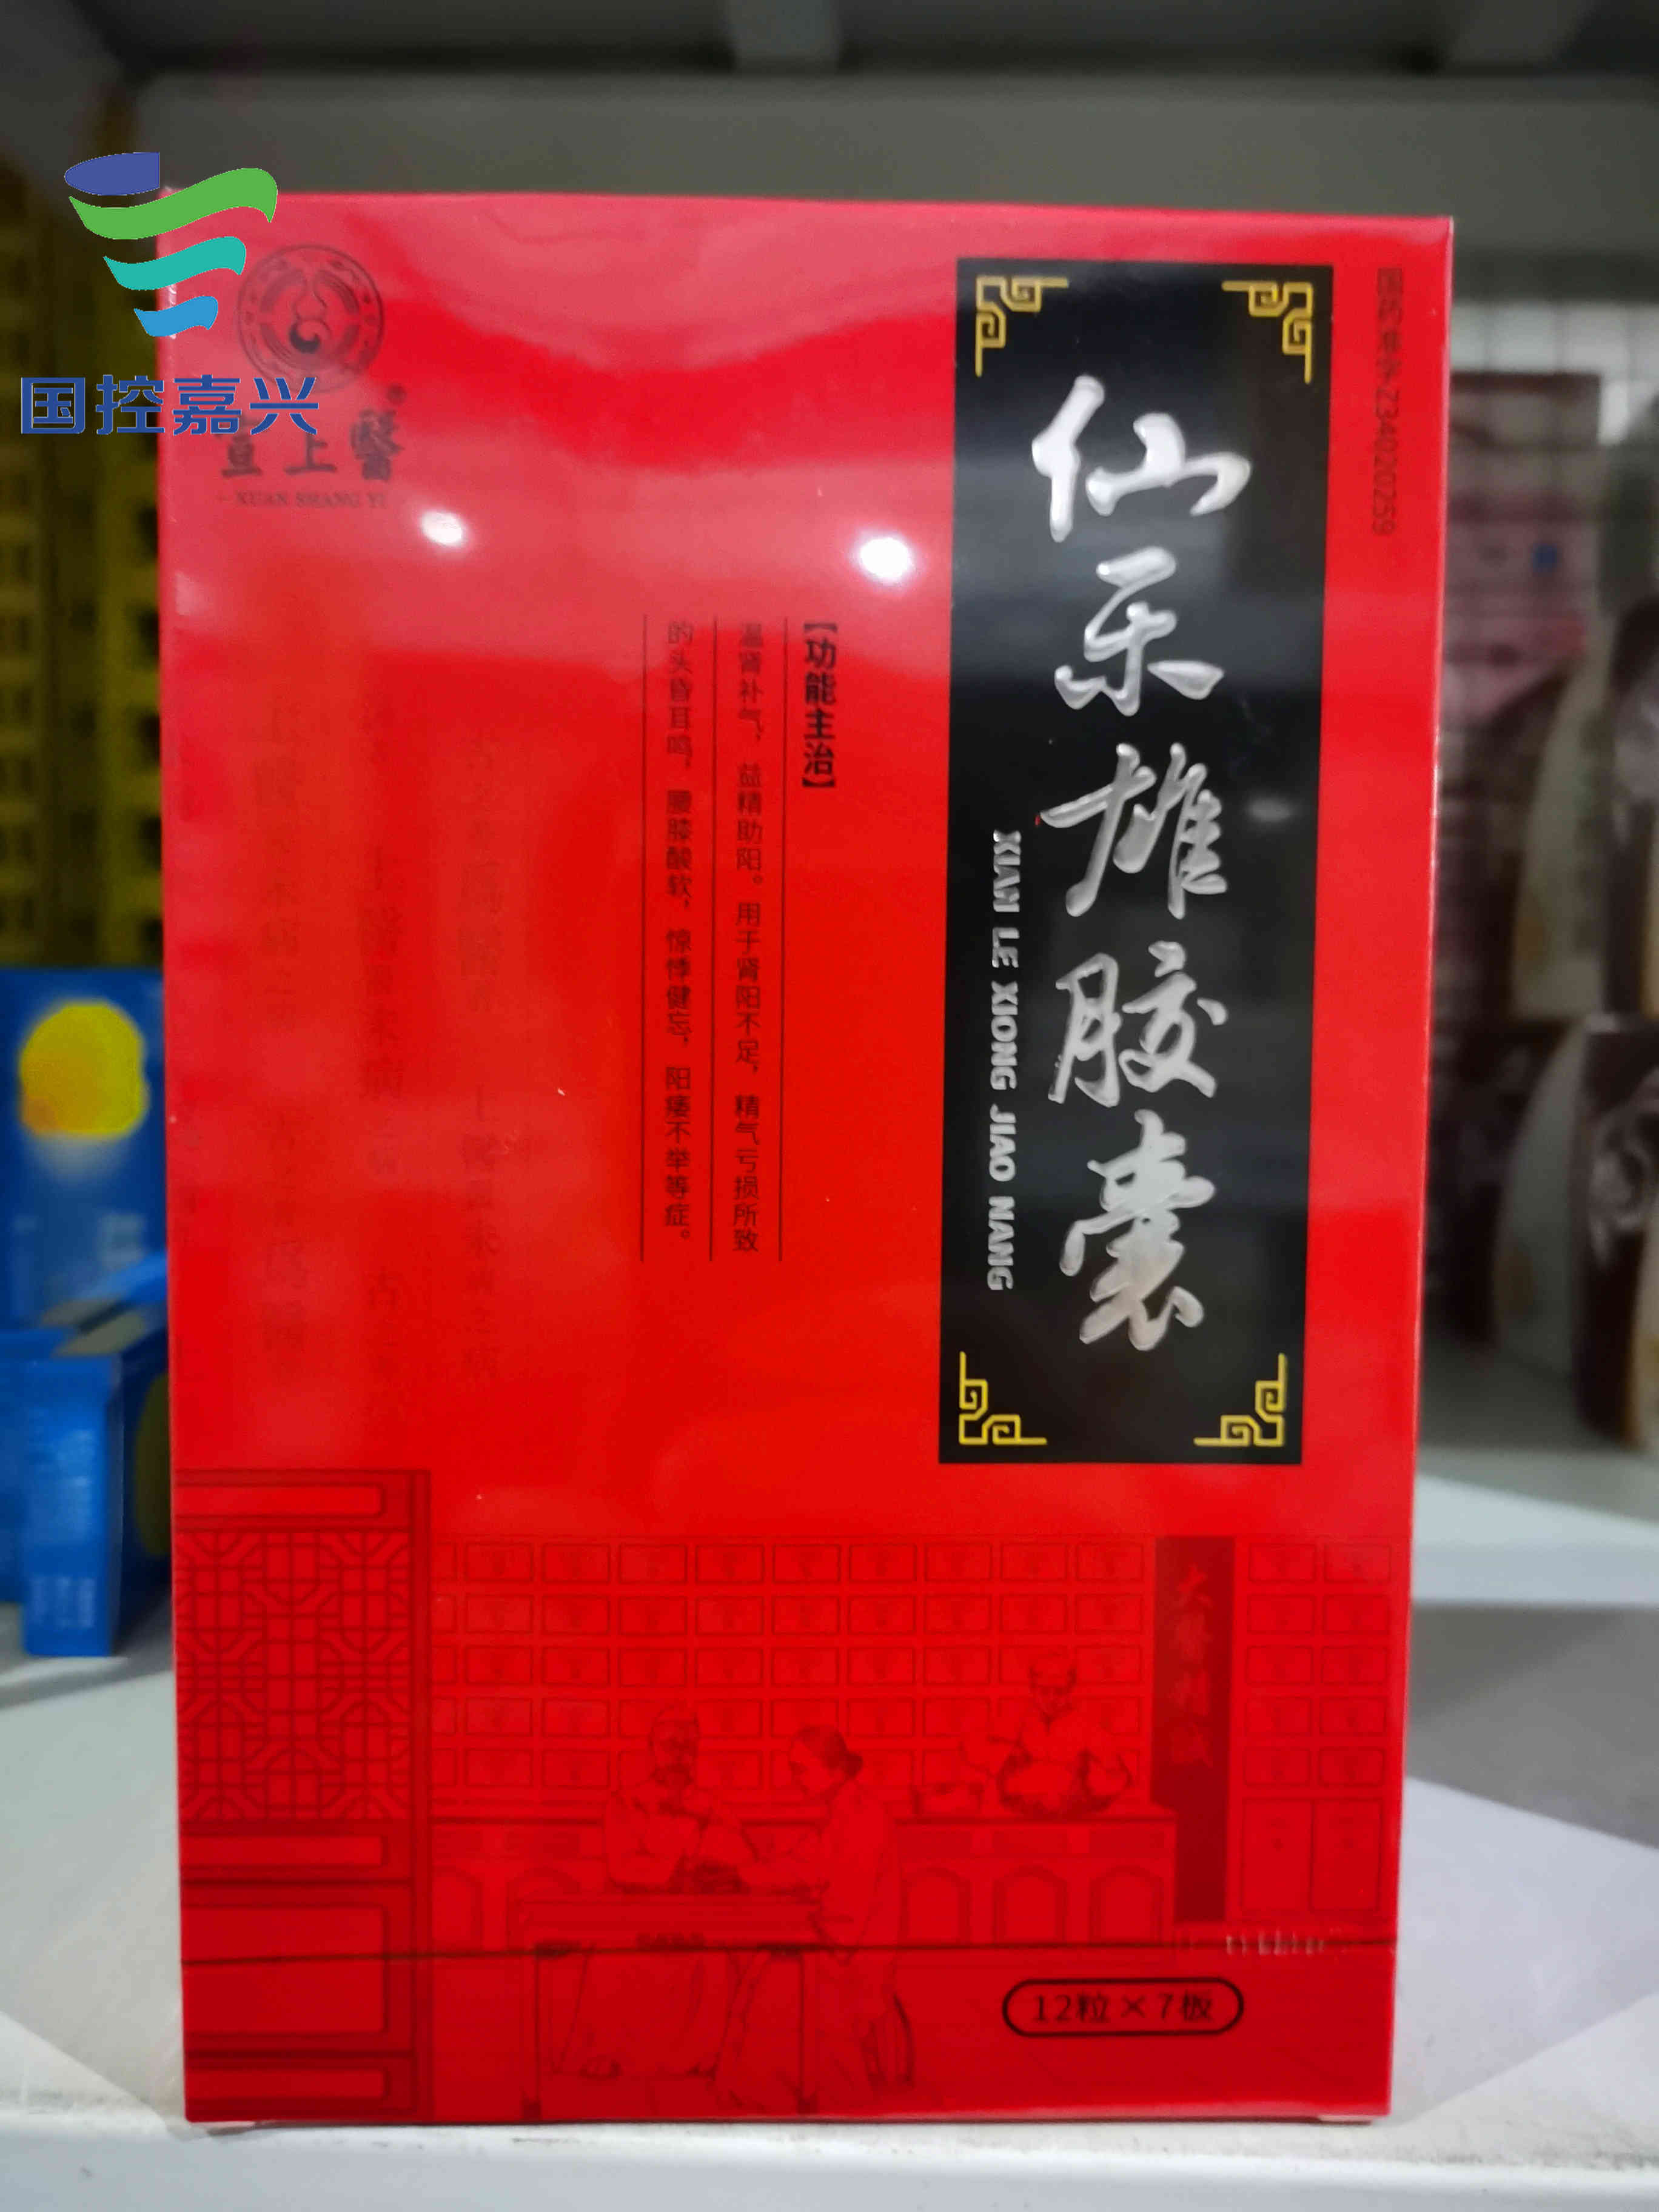 国控嘉兴
宣上醫
XUAN SHANG YI
国药准字Z34020259
仙乐雄胶囊
XIAN LE XIONG JIAO NANG
【功能主治】
温肾补气，益精助阳。用于肾阳不足，精气亏损所致
的头昏耳鸣，腰膝酸软，惊悸健忘，阳痿不举等症。
12粒×7板